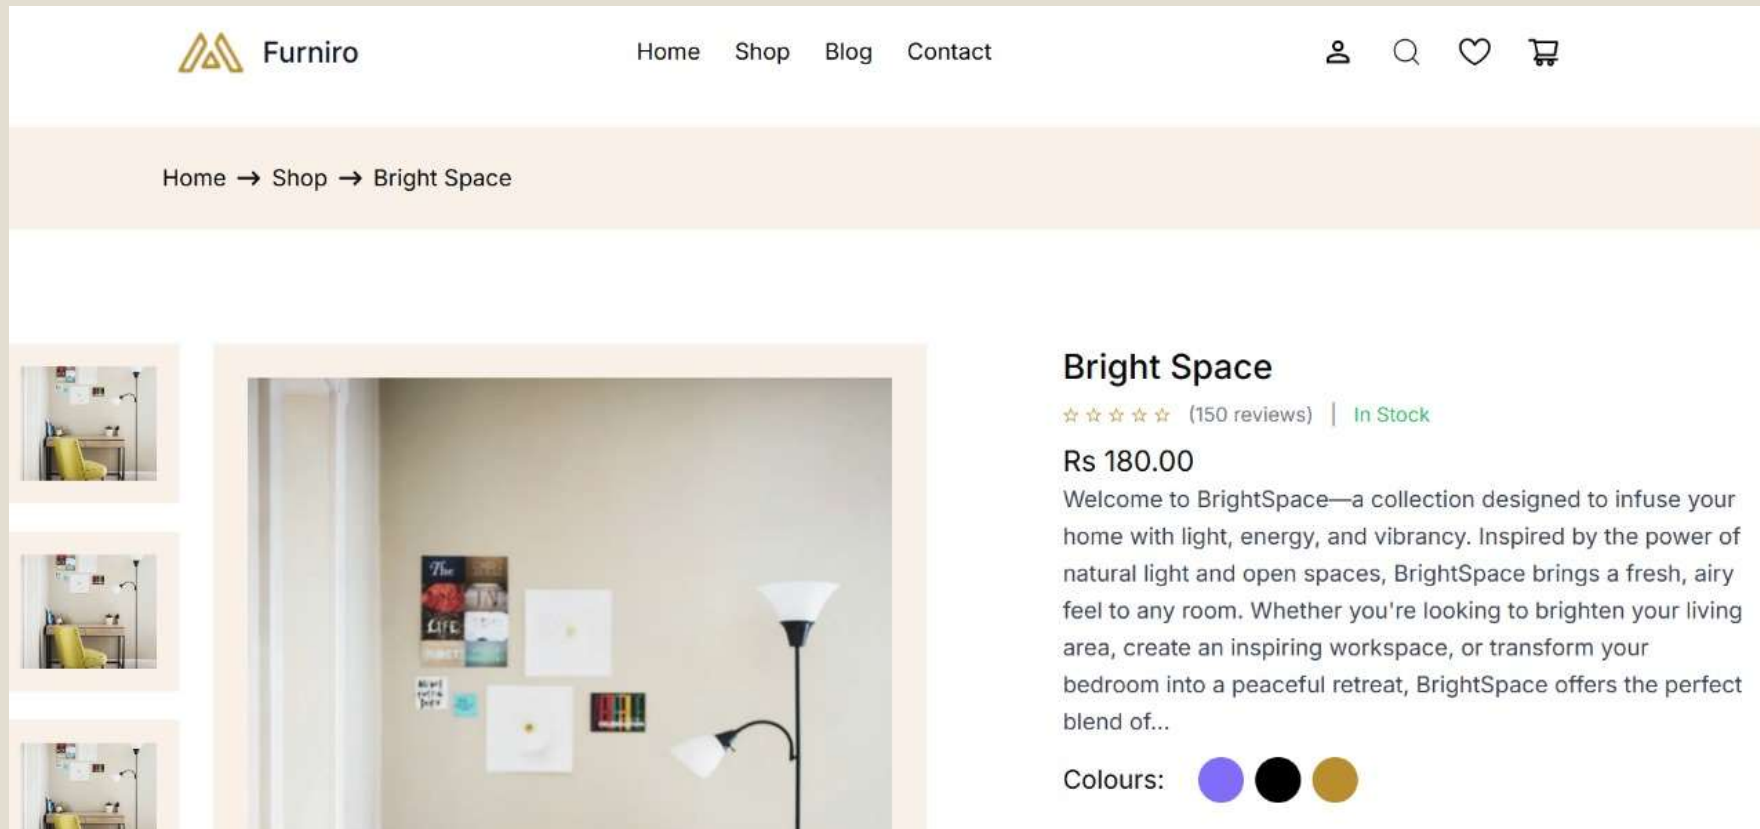 Furniro
Home Shop Blog Contact
Home → Shop → Bright Space
Bright Space
☆ ☆ ☆ ☆ ☆ (150 reviews) | In Stock
Rs 180.00
Welcome to BrightSpace—a collection designed to infuse your
home with light, energy, and vibrancy. Inspired by the power of
natural light and open spaces, BrightSpace brings a fresh, airy
feel to any room. Whether you're looking to brighten your living
area, create an inspiring workspace, or transform your
bedroom into a peaceful retreat, BrightSpace offers the perfect
blend of...
The
IN
LIFE
Colours: